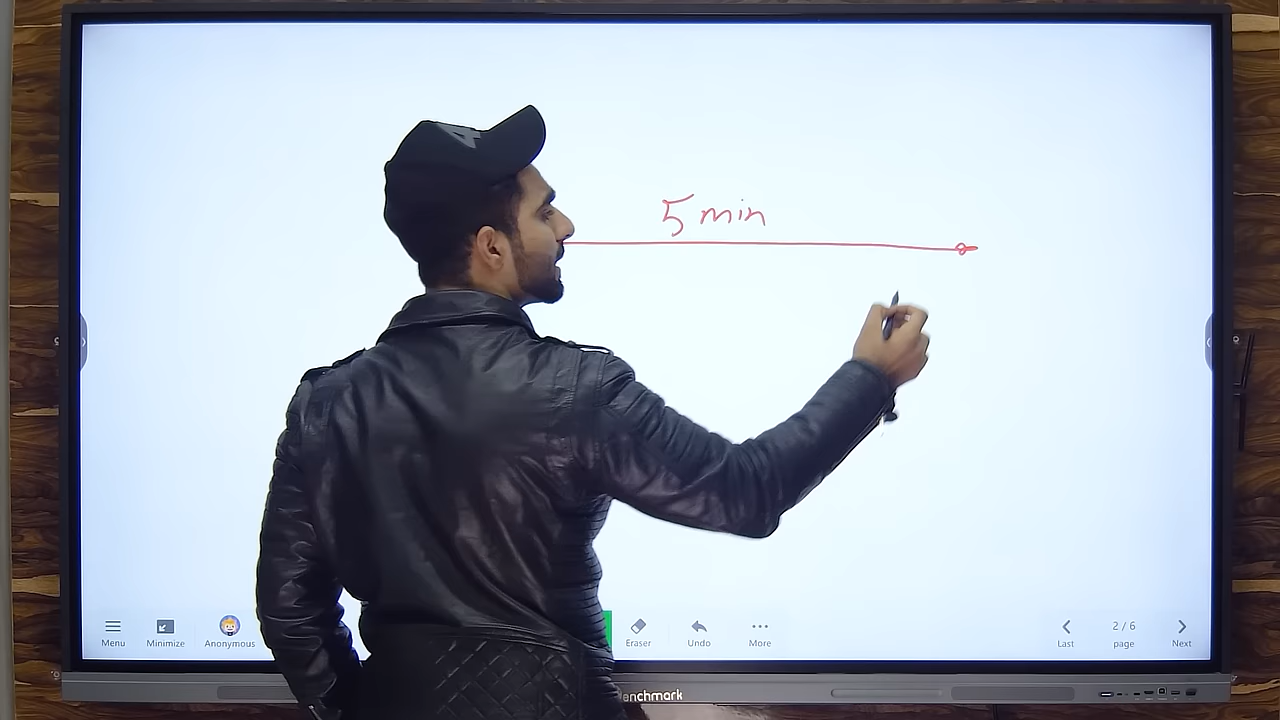 5 min
Menu
Minimize
Anonymous
Eraser
Undo
More
Last
2 / 6
page
Next
enchmark